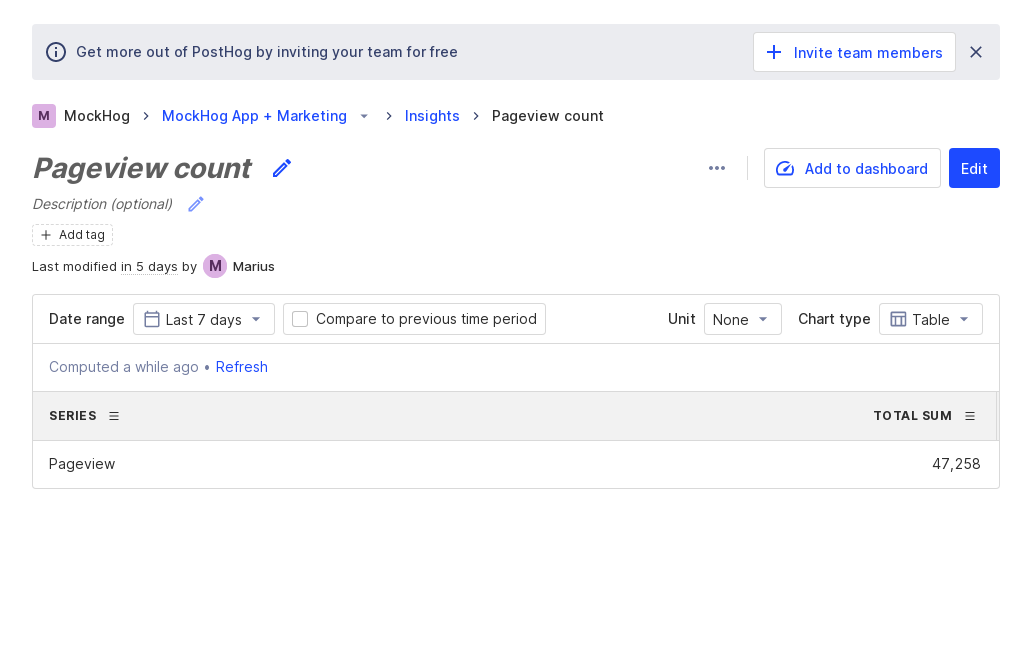 Get more out of PostHog by inviting your team for free
Invite team members
M MockHog MockHog App + Marketing Insights Pageview count
Pageview count
Add to dashboard Edit
Description (optional)
Add tag
Last modified in 5 days by M Marius
Date range Last 7 days Compare to previous time period Unit None Chart type Table
Computed a while ago • Refresh
SERIES TOTAL SUM
Pageview 47,258